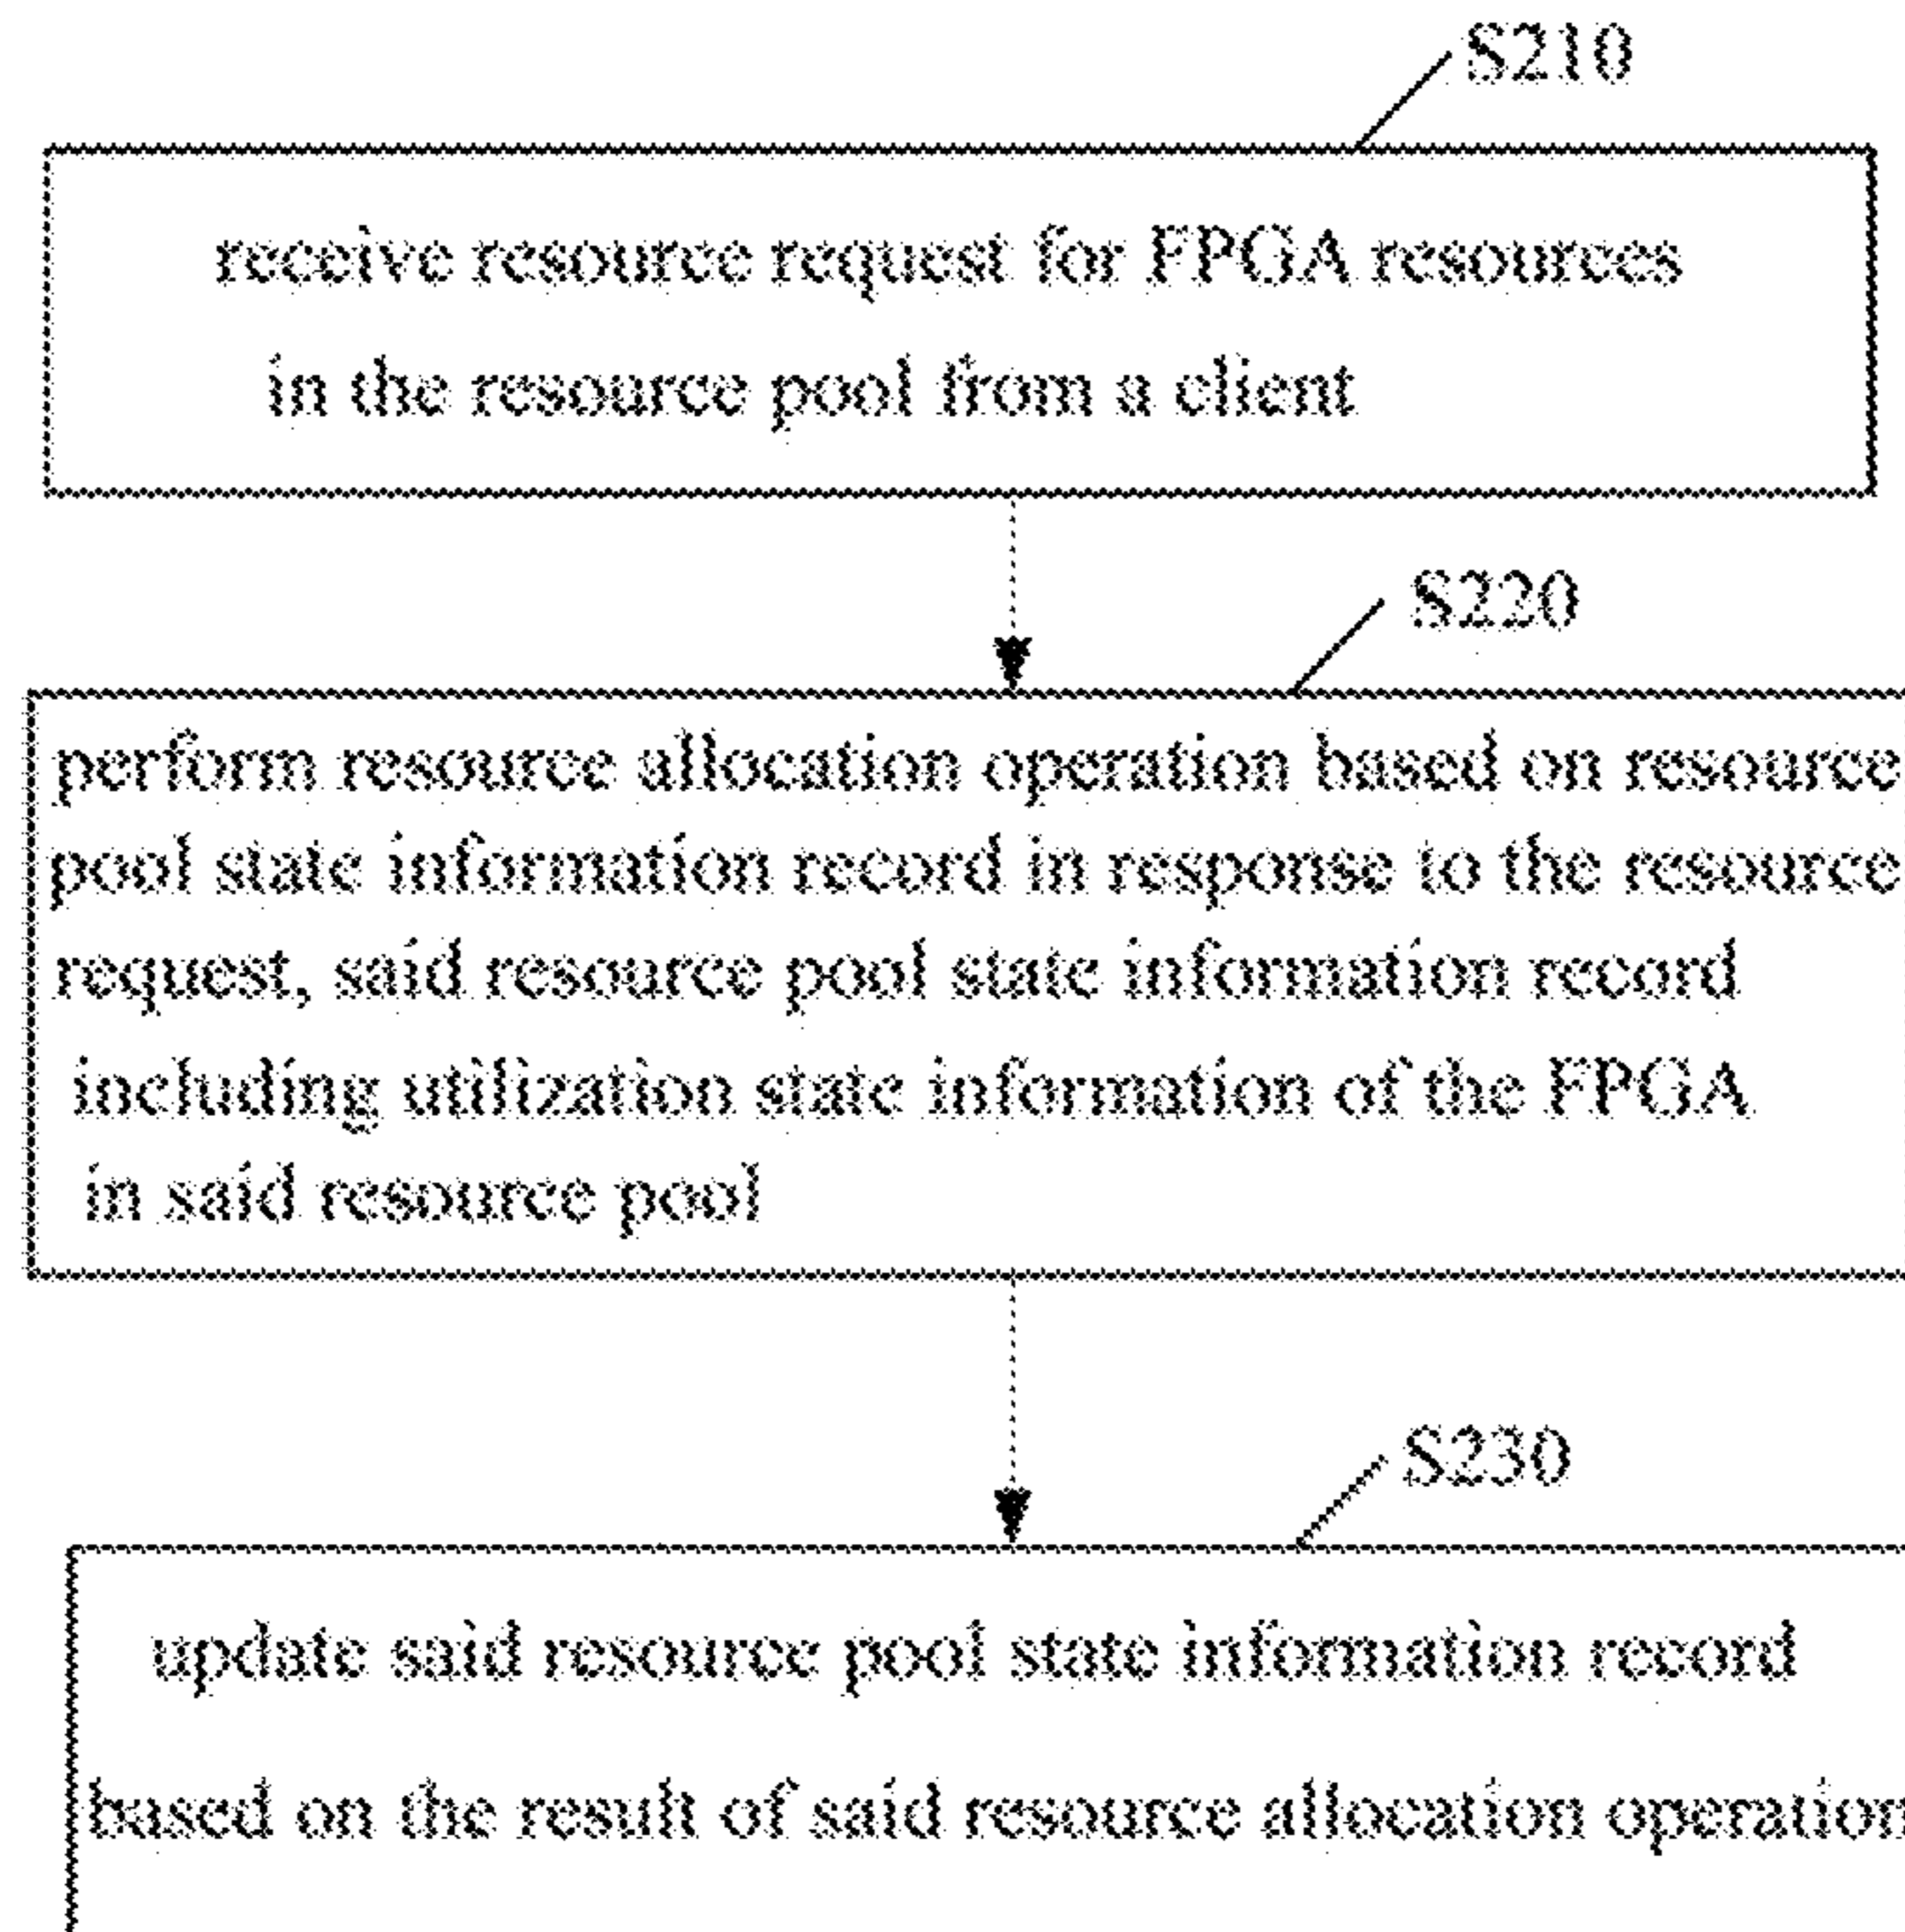 S210
receive resource request for FPGA resources
in the resource pool from a client
S220
perform resource allocation operation based on resource
pool state information record in response to the resource
request, said resource pool state information record
including utilization state information of the FPGA
in said resource pool
S230
update said resource pool state information record
based on the result of said resource allocation operation